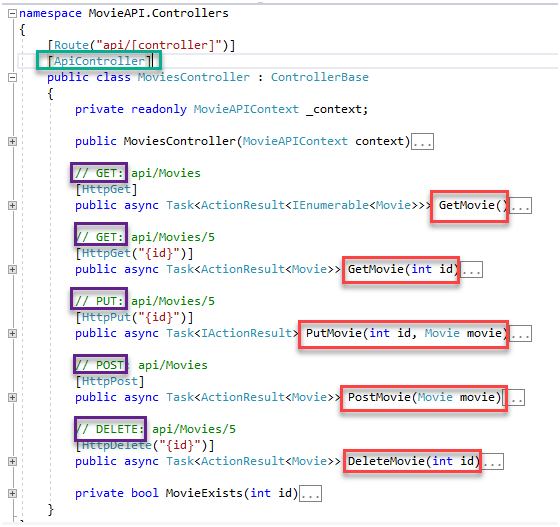 namespace MovieAPI.Controllers
{
[Route("api/[controller]")]
[ApiController]
public class MoviesController : ControllerBase
{
private readonly MovieAPIContext _context;
public MoviesController(MovieAPIContext context)...
// GET: api/Movies
[HttpGet]
public async Task<ActionResult<IEnumerable<Movie>>> GetMovie()...
// GET: api/Movies/5
[HttpGet("{id}")]
public async Task<ActionResult<Movie>> GetMovie(int id)...
// PUT: api/Movies/5
[HttpPut("{id}")]
public async Task<IActionResult> PutMovie(int id, Movie movie)...
// POST: api/Movies
[HttpPost]
public async Task<ActionResult<Movie>> PostMovie(Movie movie)...
// DELETE: api/Movies/5
[HttpDelete("{id}")]
public async Task<ActionResult<Movie>> DeleteMovie(int id)...
private bool MovieExists(int id)...
}
}